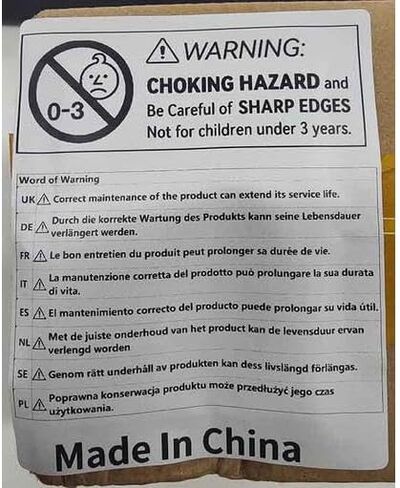 0-3
⚠ WARNING:
CHOKING HAZARD and
Be Careful of SHARP EDGES
Not for children under 3 years.
Word of Warning
UK ⚠ Correct maintenance of the product can extend its service life.
DE ⚠ Durch die korrekte Wartung des Produkts kann seine Lebensdauer
verlängert werden.
FR ⚠ Le bon entretien du produit peut prolonger sa durée de vie.
IT ⚠ La manutenzione corretta del prodotto può prolungare la sua durata
di vita.
ES ⚠ El mantenimiento correcto del producto puede prolongar su vida útil.
NL ⚠ Met de juiste onderhoud van het product kan de levensduur ervan
verlengd worden
SE ⚠ Genom rätt underhåll av produkten kan dess livslängd förlängas.
PL ⚠ Poprawna konserwacja produktu może przedłużyć jego czas
użytkowania.
Made In China